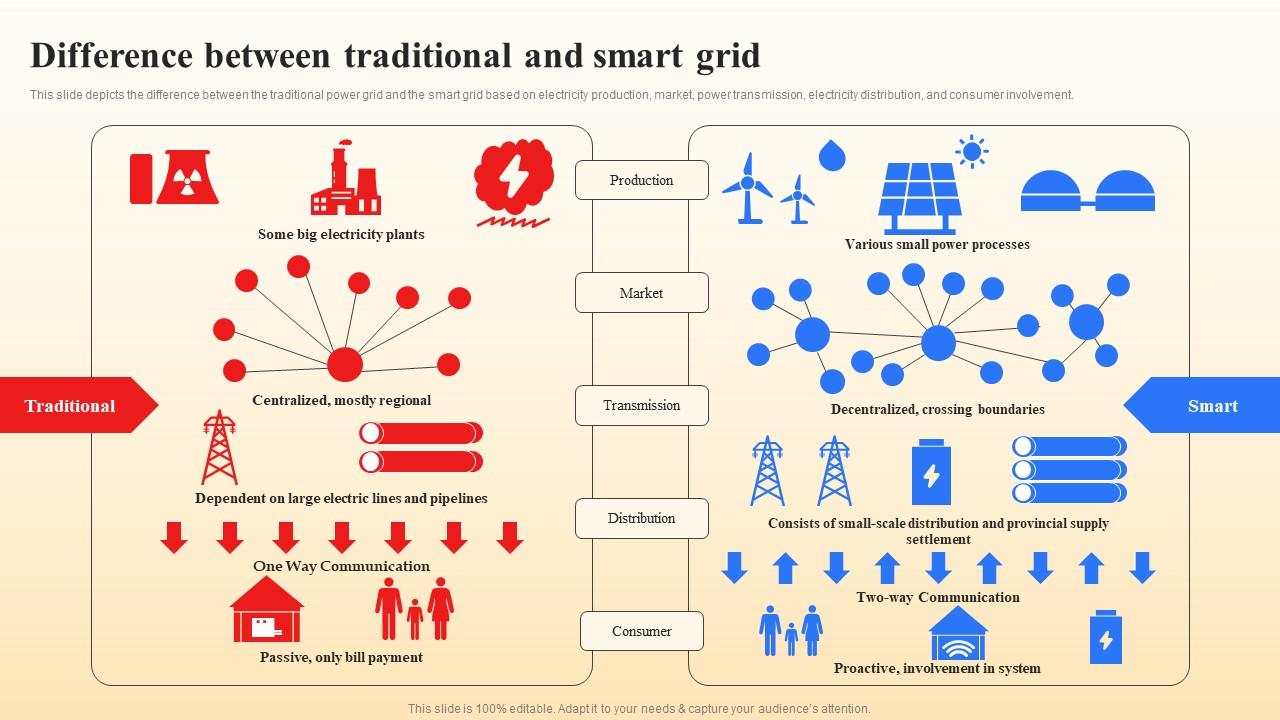 Difference between traditional and smart grid
This slide depicts the difference between the traditional power grid and the smart grid based on electricity production, market, power transmission, electricity distribution, and consumer involvement.
Traditional
Some big electricity plants
Centralized, mostly regional
Dependent on large electric lines and pipelines
One Way Communication
Passive, only bill payment
Production
Market
Transmission
Distribution
Consumer
Smart
Various small power processes
Decentralized, crossing boundaries
Consists of small-scale distribution and provincial supply
settlement
Two-way Communication
Proactive, involvement in system
This slide is 100% editable. Adapt it to your needs & capture your audience's attention.